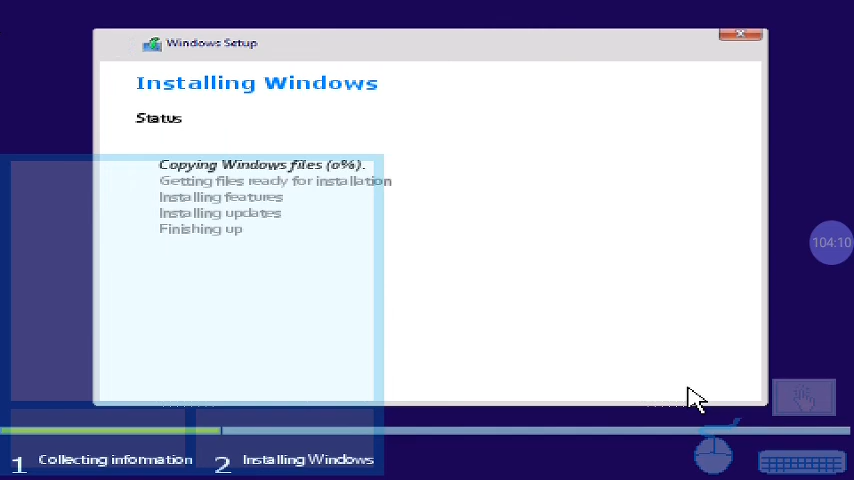 Windows Setup
Installing Windows
Status
Copying Windows files (0%).
Getting files ready for installation
Installing features
Installing updates
Finishing up
104:10
1 Collecting information
2 Installing Windows